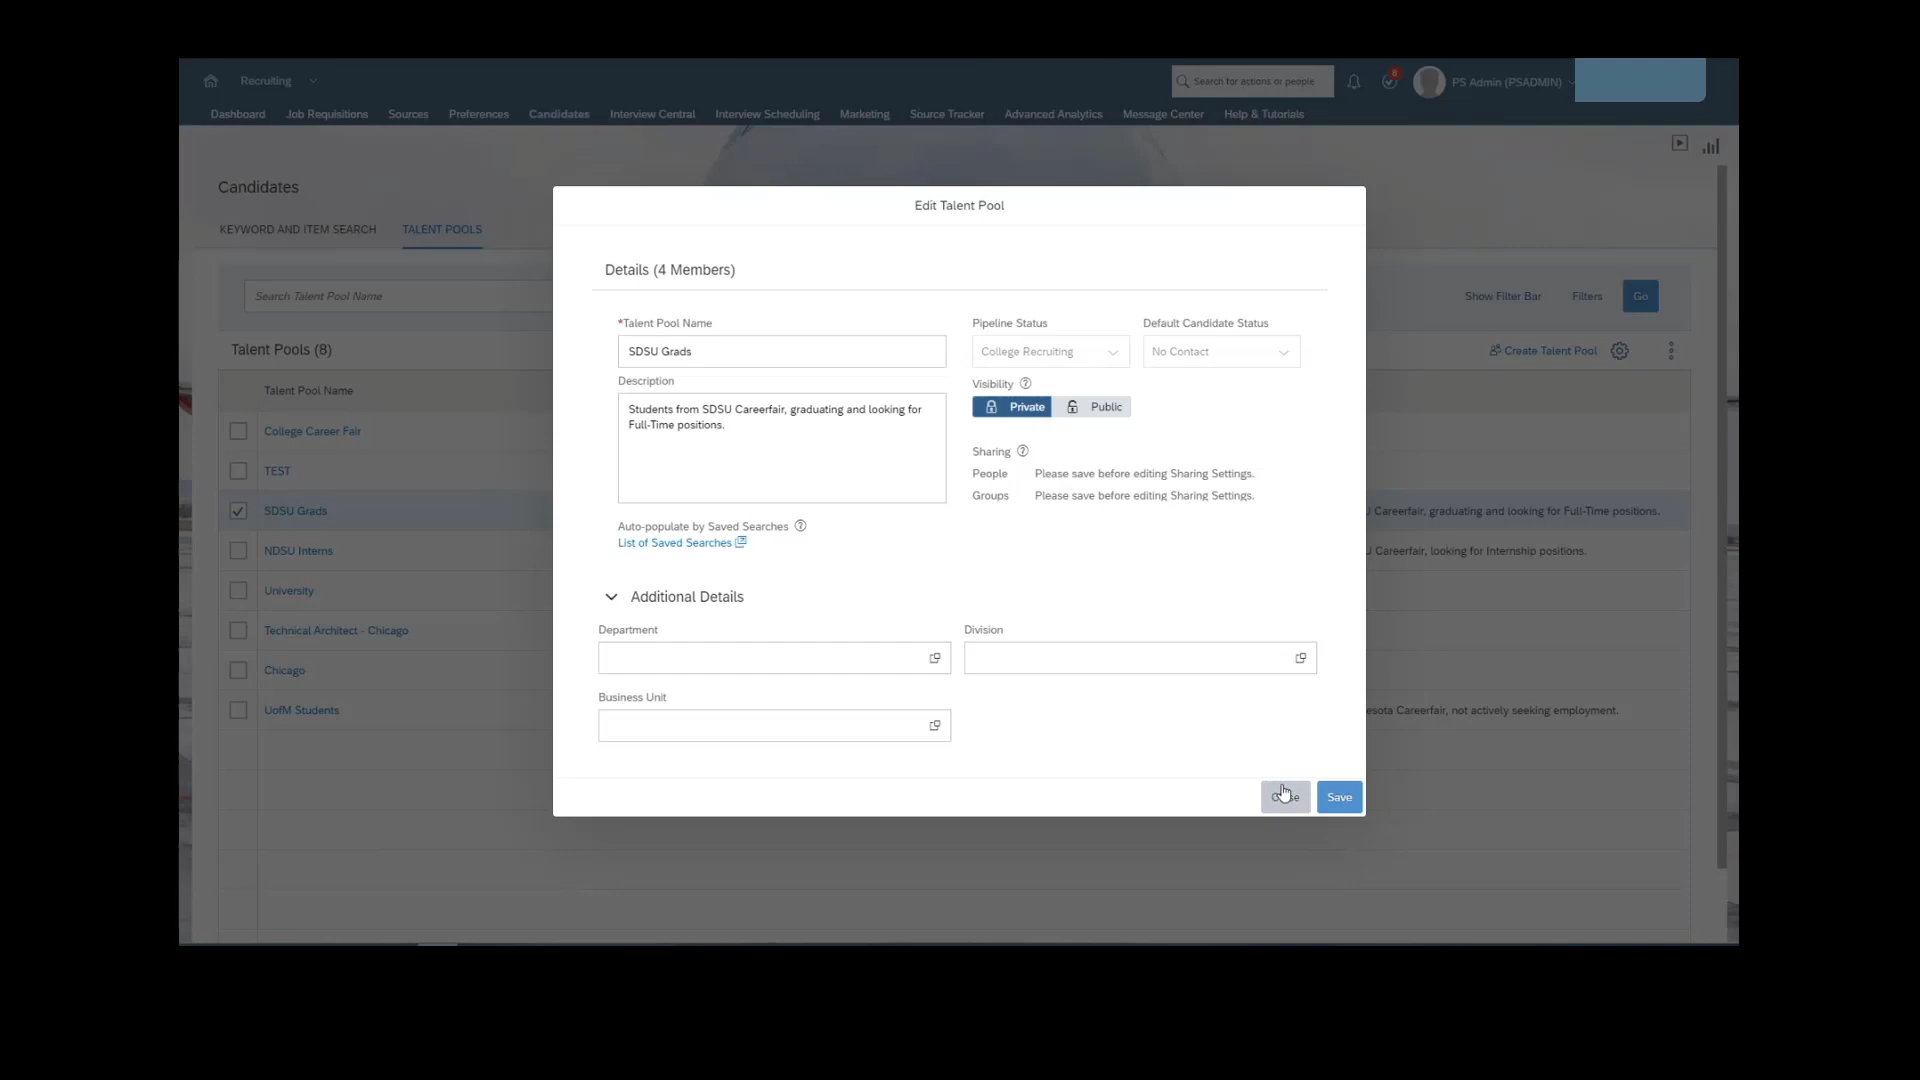 Recruiting
Search for actions or people
8
PS Admin (PSADMIN)
Dashboard Job Requisitions Sources Preferences Candidates Interview Central Interview Scheduling Marketing Source Tracker Advanced Analytics Message Center Help & Tutorials
Candidates
KEYWORD AND ITEM SEARCH TALENT POOLS
Search Talent Pool Name
Show Filter Bar Filters Go
Talent Pools (8)
Create Talent Pool
Talent Pool Name
College Career Fair
TEST
SDSU Grads
Careerfair, graduating and looking for Full-Time positions.
NDSU Interns
Careerfair, looking for Internship positions.
University
Technical Architect - Chicago
Chicago
UofM Students
Careerfair, not actively seeking employment.
Edit Talent Pool
Details (4 Members)
*Talent Pool Name
SDSU Grads
Description
Students from SDSU Careerfair, graduating and looking for
Full-Time positions.
Auto-populate by Saved Searches
List of Saved Searches
Pipeline Status
College Recruiting
Default Candidate Status
No Contact
Visibility
Private Public
Sharing
People Please save before editing Sharing Settings.
Groups Please save before editing Sharing Settings.
Additional Details
Department
Division
Business Unit
Save